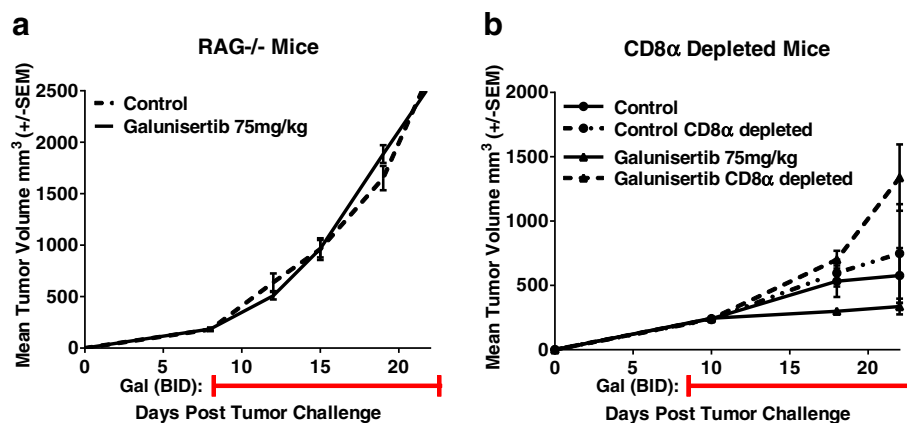 a
RAG-/- Mice
Mean Tumor Volume mm³ (+/-SEM)
2500
2000
1500
1000
500
0
Control
Galunisertib 75mg/kg
0 5 10 15 20
Gal (BID):
Days Post Tumor Challenge
b
CD8α Depleted Mice
Mean Tumor Volume mm³ (+/-SEM)
2000
1500
1000
500
0
Control
Control CD8α depleted
Galunisertib 75mg/kg
Galunisertib CD8α depleted
0 5 10 15 20
Gal (BID):
Days Post Tumor Challenge